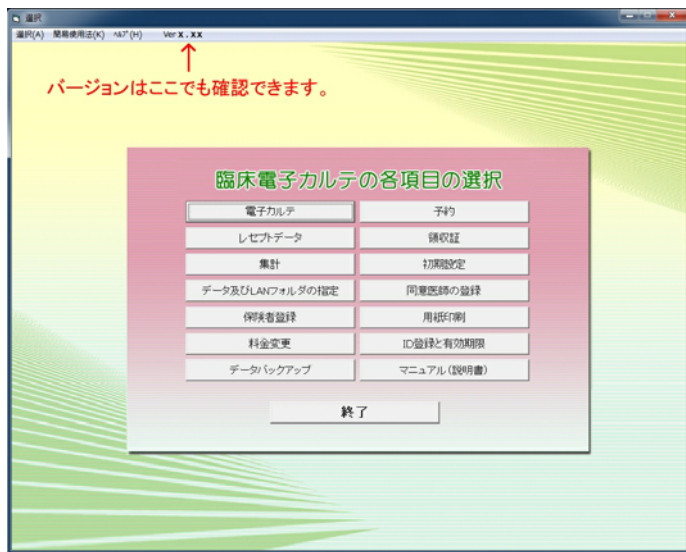 選択
選択(A) 簡易使用法(K) ﾍﾙﾌﾟ(H) Ver X . XX
バージョンはここでも確認できます。
臨床電子カルテの各項目の選択
電子カルテ 予約
レセプトデータ 領収証
集計 初期設定
データ及びLANフォルダの指定 同意医師の登録
保険者登録 用紙印刷
料金変更 ID登録と有効期限
データバックアップ マニュアル(説明書)
終了